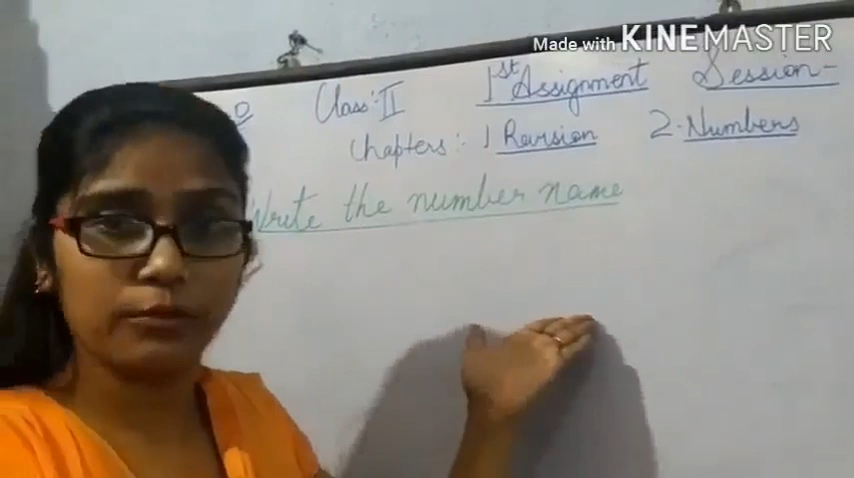 Made with KINEMASTER
Class:- II 1st Assignment Session-
Chapters:- 1 Revision 2. Numbers
Write the number name